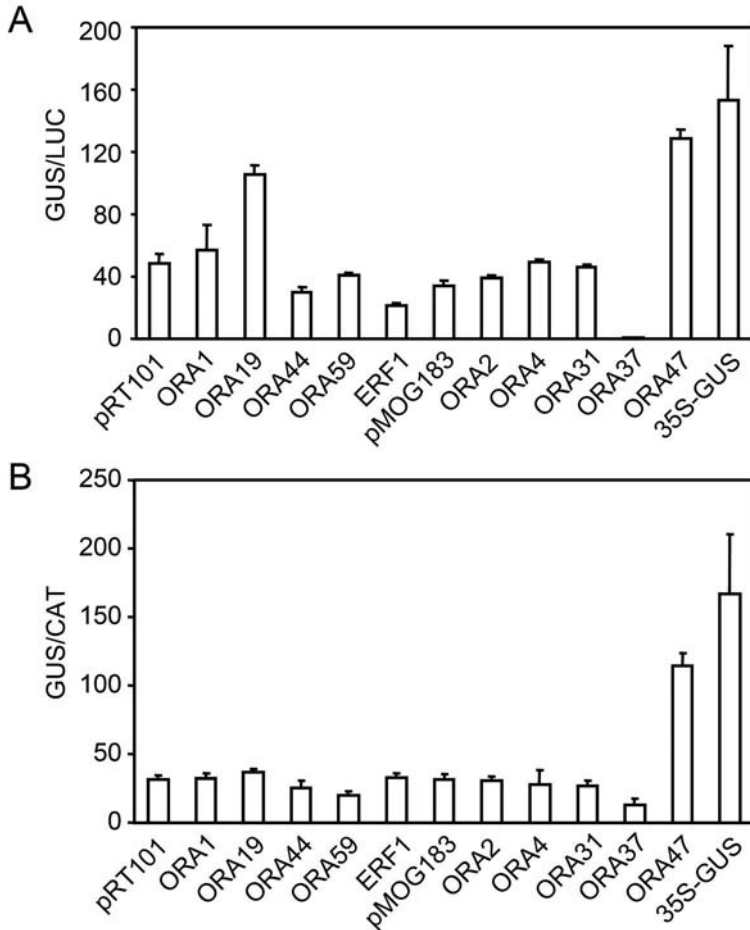 A
200
160
120
80
40
0
GUS/LUC
pRT101
ORA1
ORA19
ORA44
ORA59
ERF1
pMOG183
ORA2
ORA4
ORA31
ORA37
ORA47
35S-GUS
B
250
200
150
100
50
0
GUS/CAT
pRT101
ORA1
ORA19
ORA44
ORA59
ERF1
pMOG183
ORA2
ORA4
ORA31
ORA37
ORA47
35S-GUS